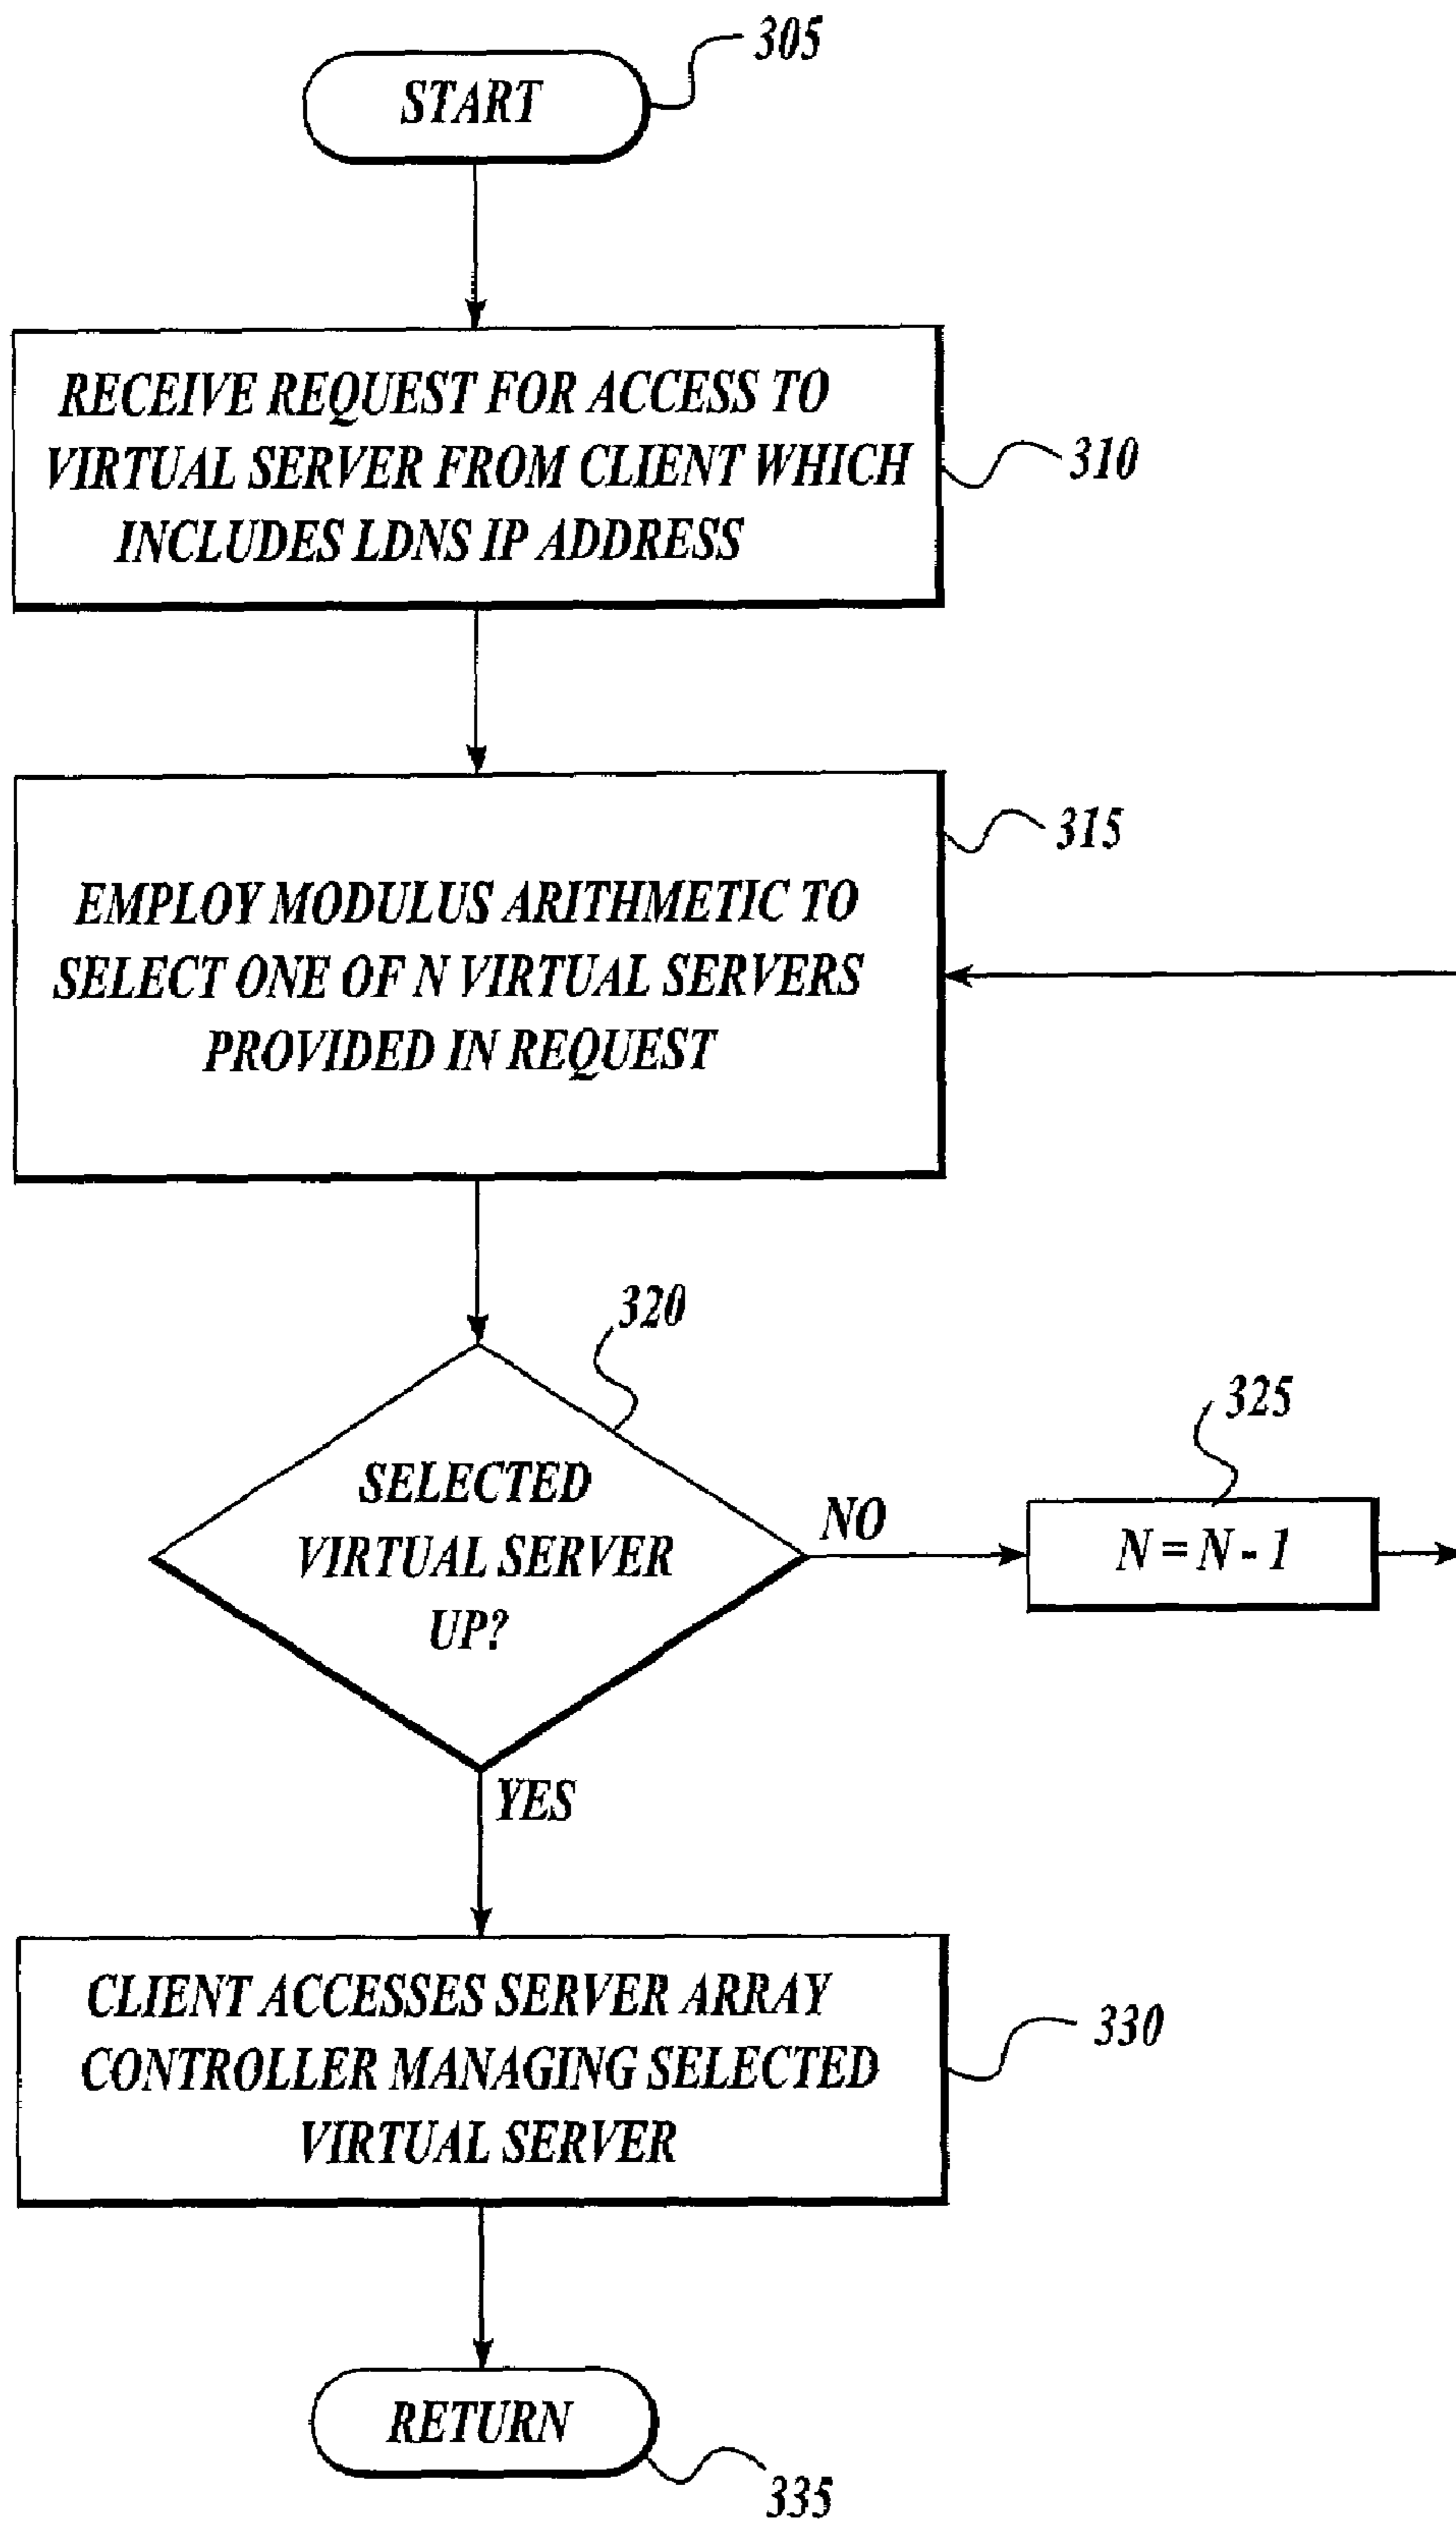 305
START
RECEIVE REQUEST FOR ACCESS TO
VIRTUAL SERVER FROM CLIENT WHICH
INCLUDES LDNS IP ADDRESS
310
315
EMPLOY MODULUS ARITHMETIC TO
SELECT ONE OF N VIRTUAL SERVERS
PROVIDED IN REQUEST
320
SELECTED
VIRTUAL SERVER
UP?
NO
325
N = N - 1
YES
CLIENT ACCESSES SERVER ARRAY
CONTROLLER MANAGING SELECTED
VIRTUAL SERVER
330
RETURN
335